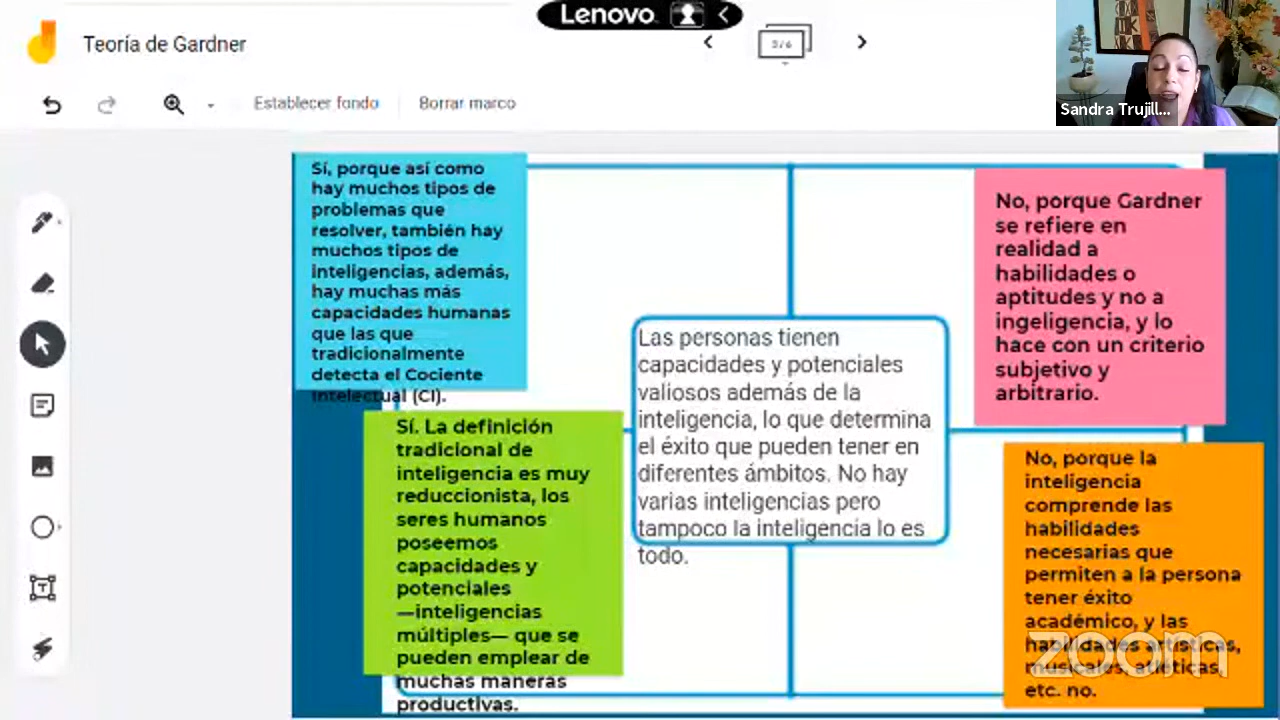 Lenovo
Teoría de Gardner
3/6
Establecer fondo
Borrar marco
Sandra Trujill...
Sí, porque así como
hay muchos tipos de
problemas que
resolver, también hay
muchos tipos de
inteligencias, además,
hay muchas más
capacidades humanas
que las que
tradicionalmente
detecta el Cociente
Intelectual (CI).
Sí. La definición
tradicional de
inteligencia es muy
reduccionista, los
seres humanos
poseemos
capacidades y
potenciales
—inteligencias
múltiples— que se
pueden emplear de
muchas maneras
productivas.
Las personas tienen
capacidades y potenciales
valiosos además de la
inteligencia, lo que determina
el éxito que pueden tener en
diferentes ámbitos. No hay
varias inteligencias pero
tampoco la inteligencia lo es
todo.
No, porque Gardner
se refiere en
realidad a
habilidades o
aptitudes y no a
ingeligencia, y lo
hace con un criterio
subjetivo y
arbitrario.
No, porque la
inteligencia
comprende las
habilidades
necesarias que
permiten a la persona
tener éxito
académico, y las
habilidades artísticas,
musicales, atléticas,
etc. no.
zoom